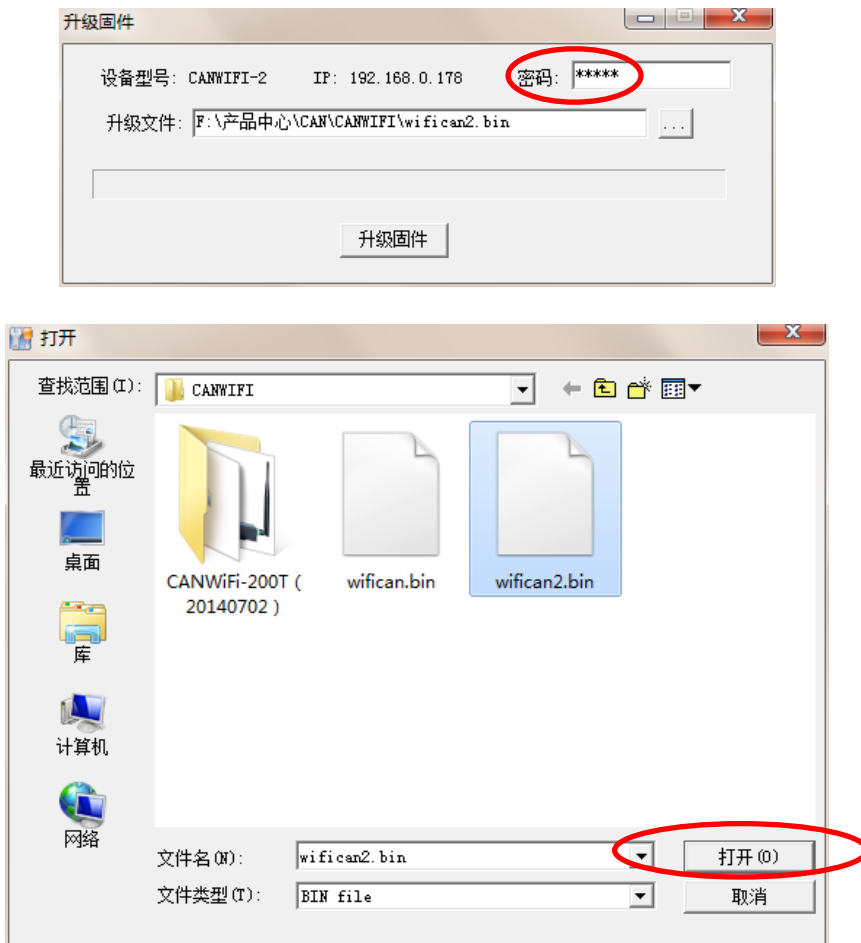 升级固件
设备型号: CANWIFI-2 IP: 192.168.0.178 密码: *****
升级文件: F:\产品中心\CAN\CANWIFI\wifican2.bin ...
升级固件
打开
查找范围(I): CANWIFI
最近访问的位
置
桌面
库
计算机
网络
CANWiFi-200T (
20140702 )
wifican.bin
wifican2.bin
文件名(N): wifican2.bin 打开(O)
文件类型(T): BIN file 取消